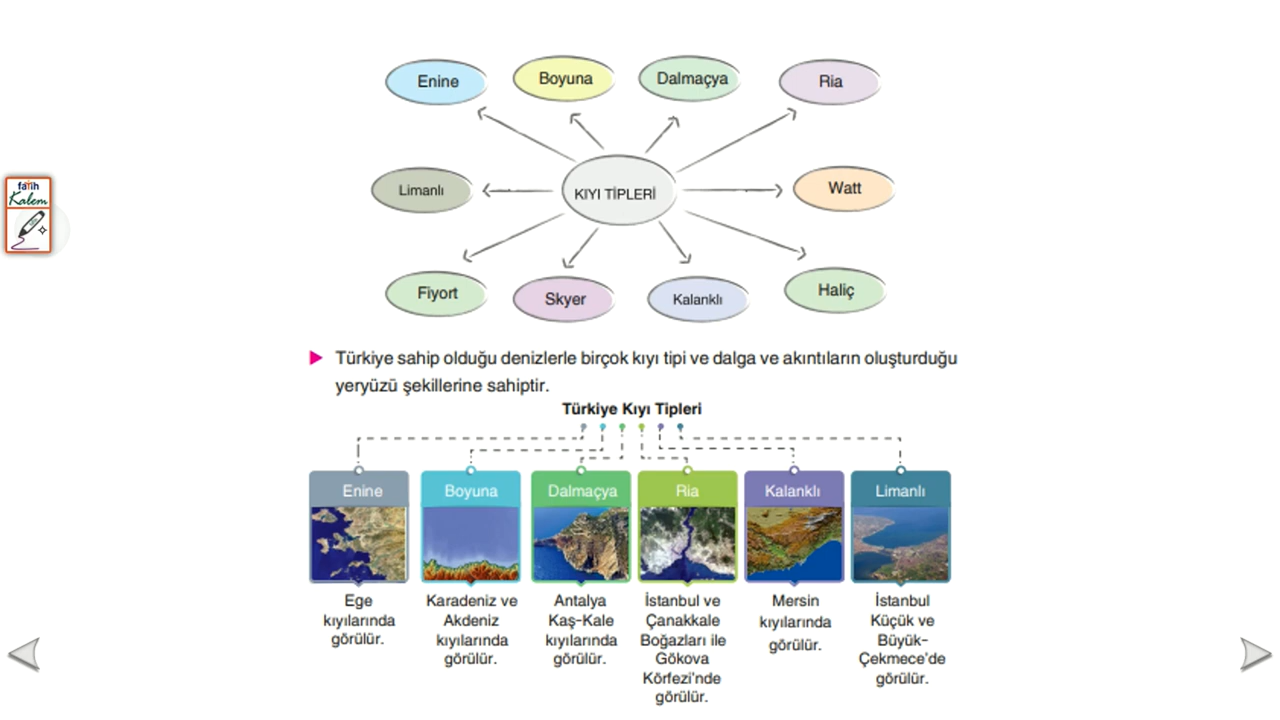 Enine
Boyuna
Dalmaçya
Ria
fatih
Kalem
Limanlı
KIYI TİPLERİ
Watt
Fiyort
Skyer
Kalanklı
Haliç
Türkiye sahip olduğu denizlerle birçok kıyı tipi ve dalga ve akıntıların oluşturduğu
yeryüzü şekillerine sahiptir.
Türkiye Kıyı Tipleri
Enine
Boyuna
Dalmaçya
Ria
Kalanklı
Limanlı
Ege
kıyılarında
görülür.
Karadeniz ve
Akdeniz
kıyılarında
görülür.
Antalya
Kaş-Kale
kıyılarında
görülür.
İstanbul ve
Çanakkale
Boğazları ile
Gökova
Körfezi'nde
görülür.
Mersin
kıyılarında
görülür.
İstanbul
Küçük ve
Büyük-
Çekmece'de
görülür.